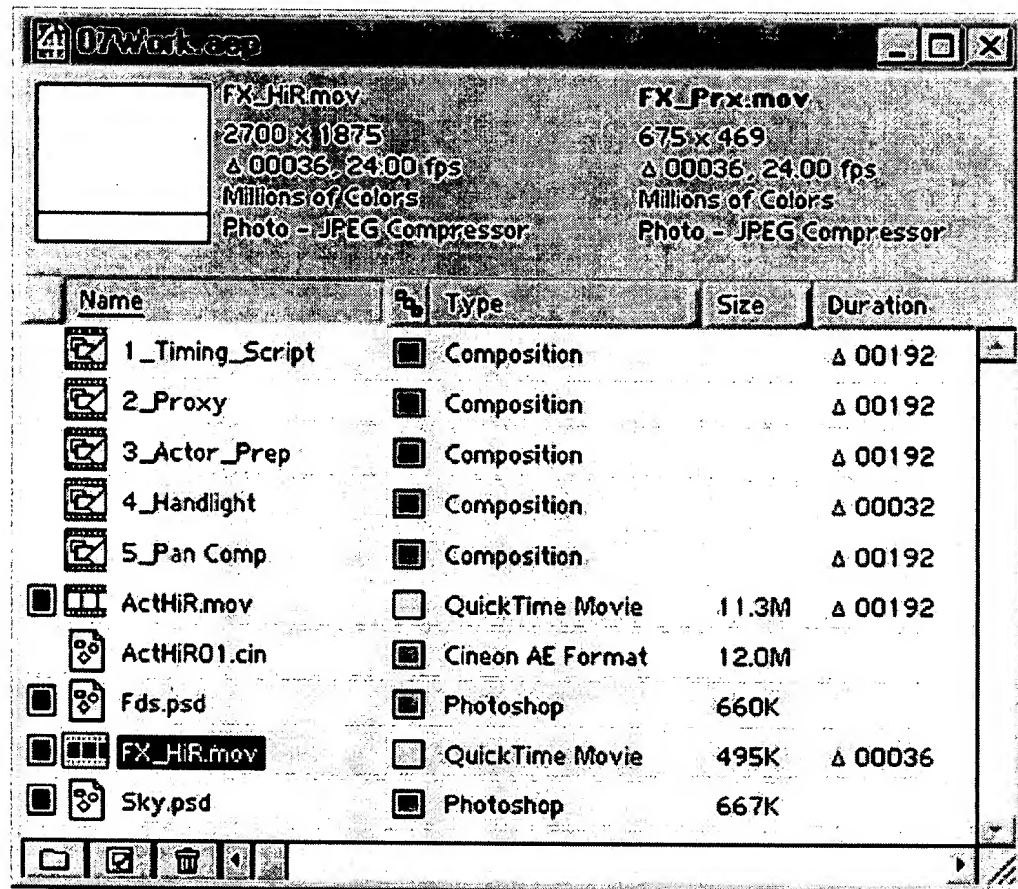 07Work.aep
FX_HiR.mov FX_Prx.mov
2700 x 1875 675 x 469
Δ 00036, 24.00 fps Δ 00036, 24.00 fps
Millions of Colors Millions of Colors
Photo - JPEG Compressor Photo - JPEG Compressor
Name Type Size Duration
1_Timing_Script Composition Δ 00192
2_Proxy Composition Δ 00192
3_Actor_Prep Composition Δ 00192
4_Handlight Composition Δ 00032
5_Pan Comp Composition Δ 00192
ActHiR.mov QuickTime Movie 11.3M Δ 00192
ActHiR01.cin Cineon AE Format 12.0M
Fds.psd Photoshop 660K
FX_HiR.mov QuickTime Movie 495K Δ 00036
Sky.psd Photoshop 667K